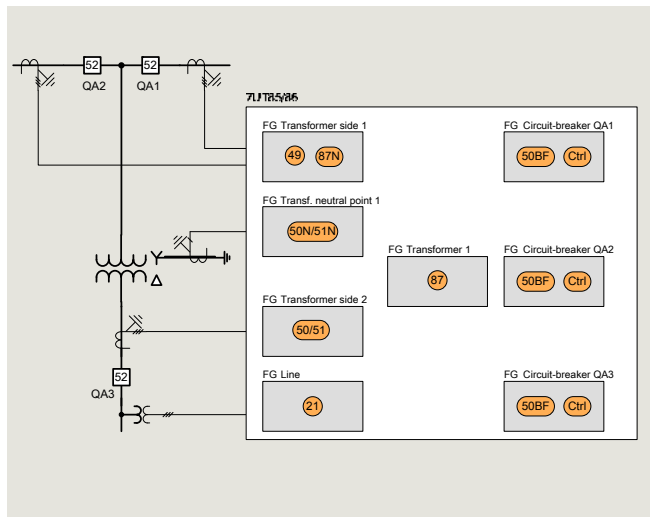 52
52
QA2
QA1
FG Transformer side 1
49
87N
FG Circuit-breaker QA1
50BF
Ctrl
FG Transf. neutral point 1
50N/51N
FG Transformer 1
87
FG Circuit-breaker QA2
50BF
Ctrl
FG Transformer side 2
50/51
52
QA3
FG Line
21
FG Circuit-breaker QA3
50BF
Ctrl